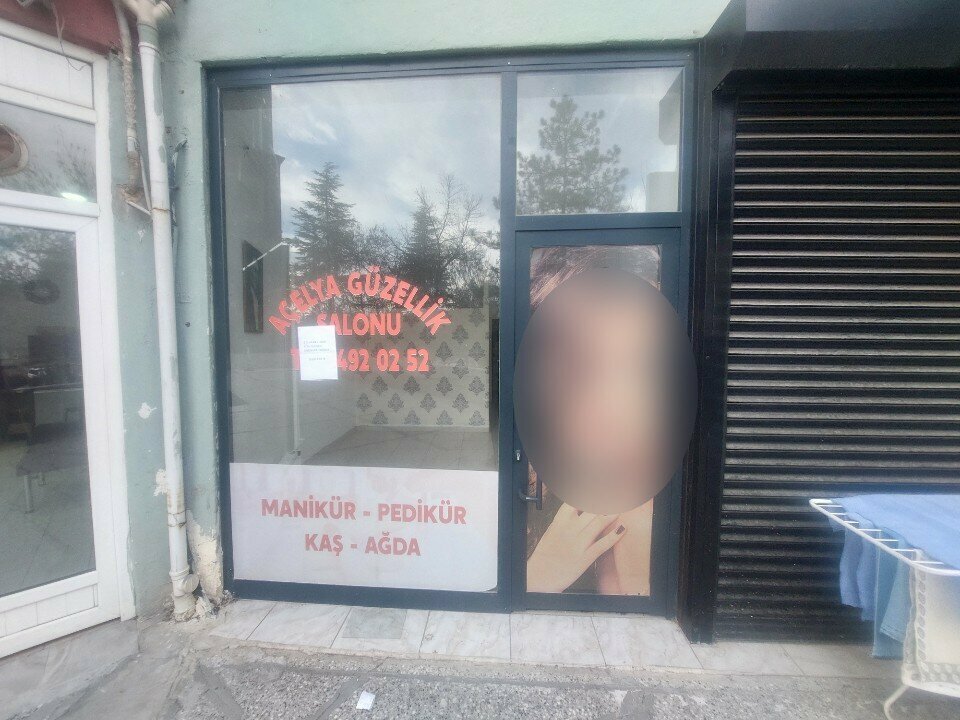 AÇELYA GÜZELLİK
SALONU
492 02 52
MANİKÜR - PEDİKÜR
KAŞ - AĞDA